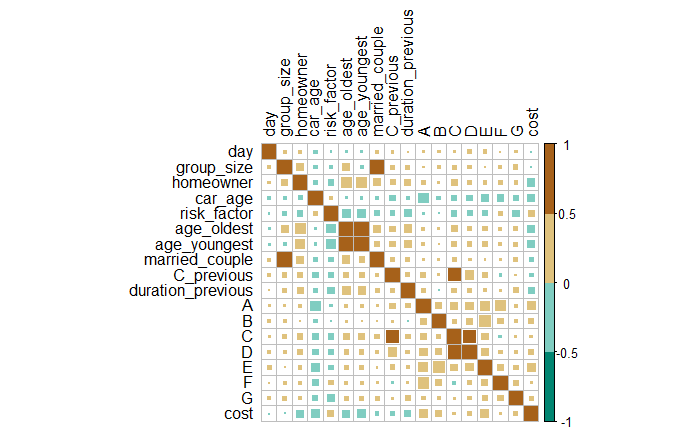 day
group_size
homeowner
car_age
risk_factor
age_oldest
age_youngest
married_couple
C_previous
duration_previous
A
B
C
D
E
F
G
cost
day
group_size
homeowner
car_age
risk_factor
age_oldest
age_youngest
married_couple
C_previous
duration_previous
A
B
C
D
E
F
G
cost
1
0.5
0
-0.5
-1